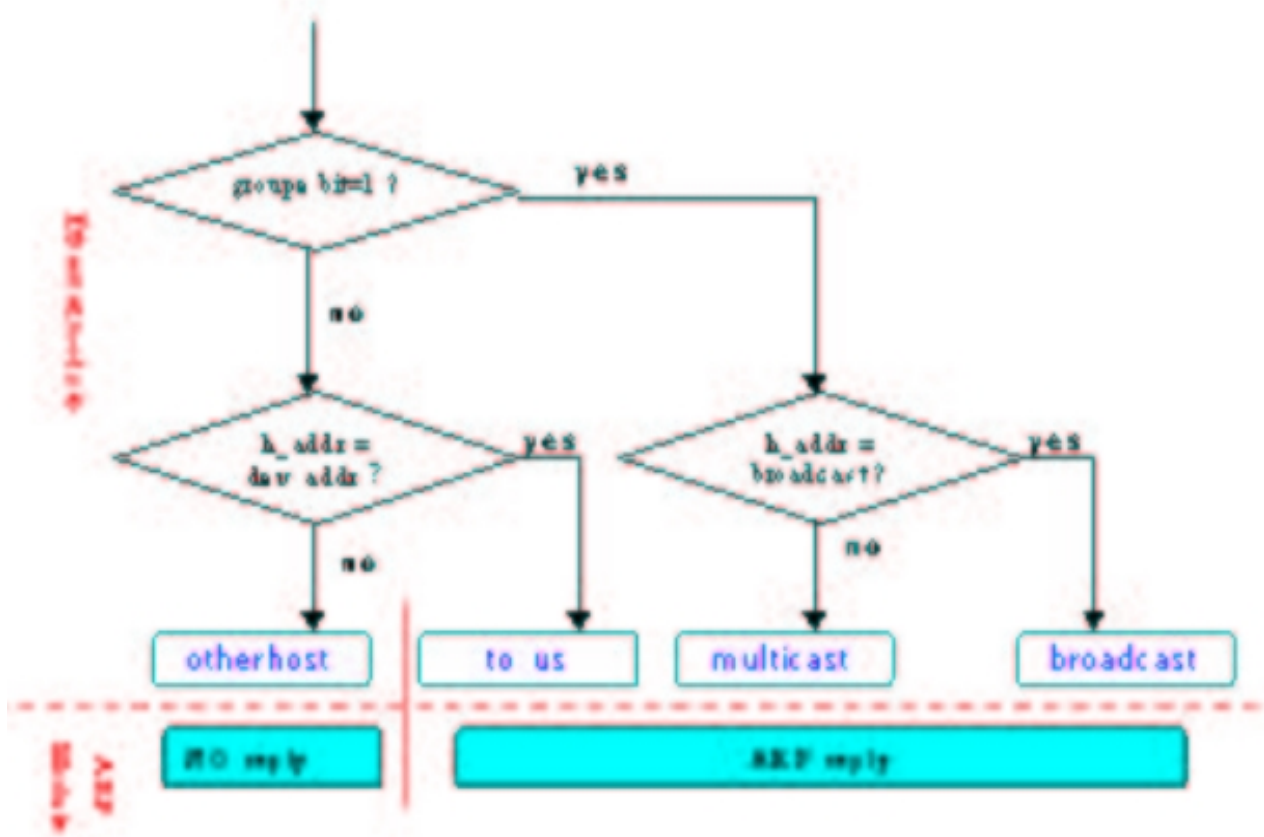 groupe bit=1 ?
yes
no
h_addr =
dev addr ?
yes
h_addr =
broadcast?
yes
no
no
otherhost
to us
multicast
broadcast
NO reply
ARP reply
ARP